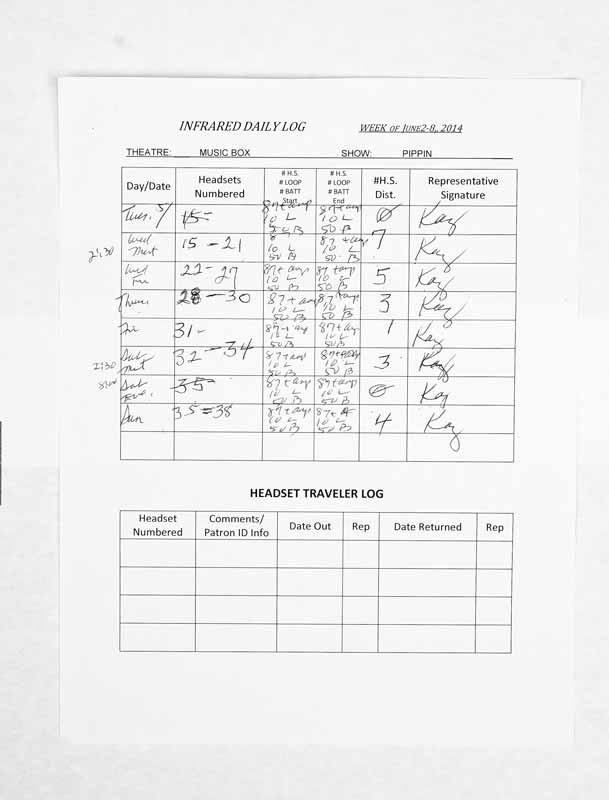 INFRARED DAILY LOG WEEK OF JUNE2-8, 2014
THEATRE: MUSIC BOX SHOW: PIPPIN
Day/Date Headsets Numbered # H.S. # LOOP # BATT Start # H.S. # LOOP # BATT End #H.S. Dist. Representative Signature
Tues. 15- 87+amp 10 L 50 B 87+amp 10 L 50 B 0 Kay
2:30 Wed Mat 15-21 10 L 50 B 87+amp 10 L 50 B 7 Kay
Wed 22-27 87+amp 10 L 50 B 87+amp 10 L 50 B 5 Kay
Thurs 28-30 87+amp 10 L 50 B 87+amp 10 L 50 B 3 Kay
Fri 31- 87+amp 10 L 50 B 87+amp 10 L 50 B 1 Kay
2:30 Sat mat 32-34 87+amp 10 L 50 B 87+amp 10 L 50 B 3 Kay
8:00 Sat Eve. 35- 87+amp 10 L 50 B 87+amp 10 L 50 B 0 Kay
Sun 35-38 87+amp 10 L 50 B 87+A 10 L 50 B 4 Kay
HEADSET TRAVELER LOG
Headset Numbered Comments/ Patron ID Info Date Out Rep Date Returned Rep